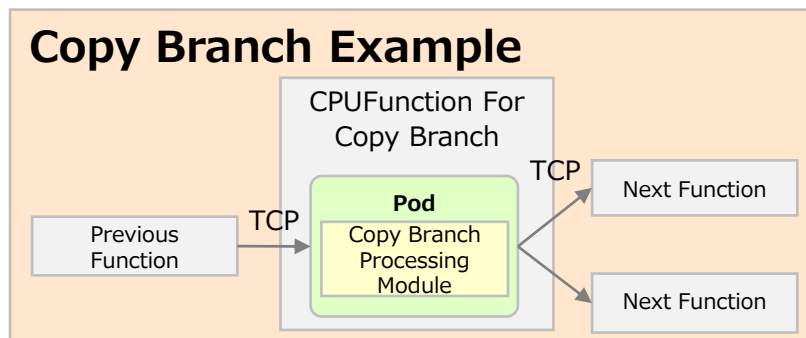 Copy Branch Example
CPUFunction For
Copy Branch
TCP
Next Function
Pod
TCP
Previous
Function
Copy Branch
Processing
Module
Next Function